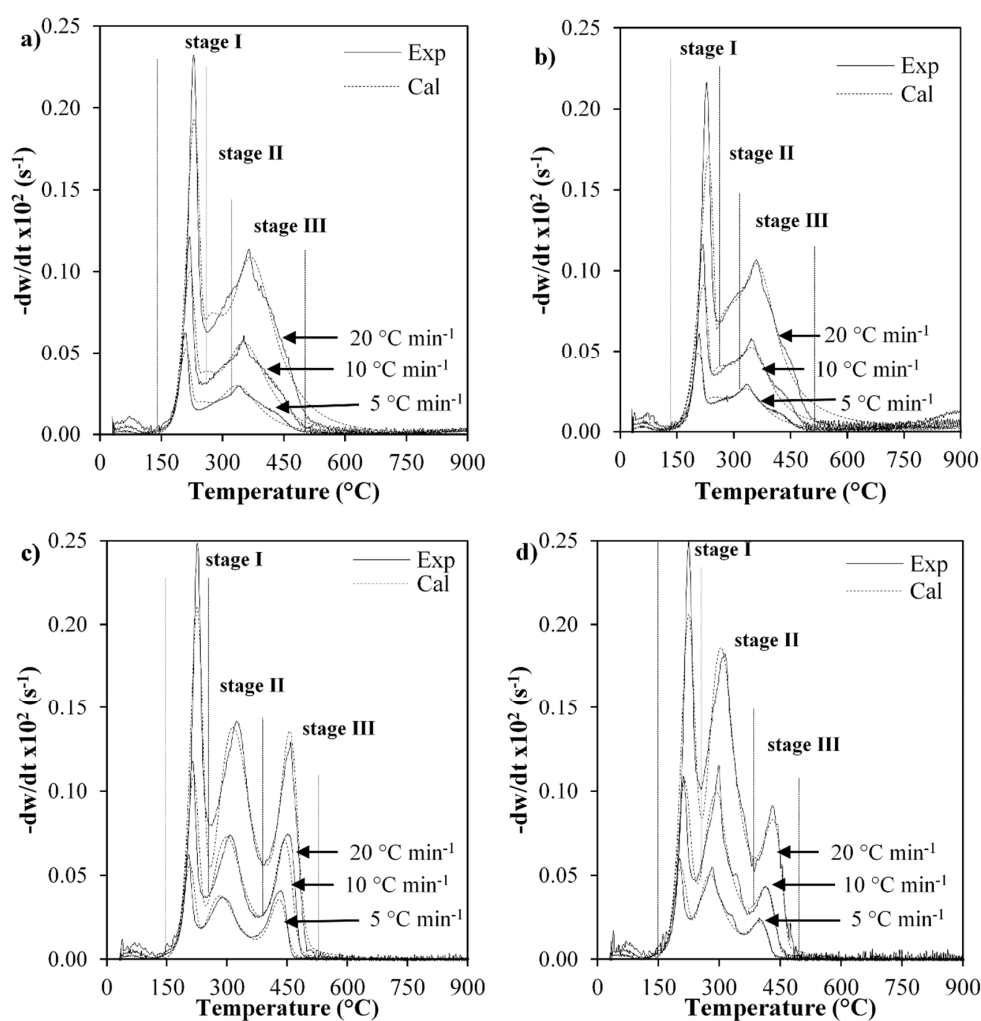 a)
0.25
0.20
0.15
0.10
0.05
0.00
-dw/dt x10² (s⁻¹)
stage I
stage II
stage III
Exp
Cal
20 °C min⁻¹
10 °C min⁻¹
5 °C min⁻¹
0 150 300 450 600 750 900
Temperature (°C)
b)
0.25
0.20
0.15
0.10
0.05
0.00
-dw/dt x10² (s⁻¹)
stage I
stage II
stage III
Exp
Cal
20 °C min⁻¹
10 °C min⁻¹
5 °C min⁻¹
0 150 300 450 600 750 900
Temperature (°C)
c)
0.25
0.20
0.15
0.10
0.05
0.00
-dw/dt x10² (s⁻¹)
stage I
stage II
stage III
Exp
Cal
20 °C min⁻¹
10 °C min⁻¹
5 °C min⁻¹
0 150 300 450 600 750 900
Temperature (°C)
d)
0.25
0.20
0.15
0.10
0.05
0.00
-dw/dt x10² (s⁻¹)
stage I
stage II
stage III
Exp
Cal
20 °C min⁻¹
10 °C min⁻¹
5 °C min⁻¹
0 150 300 450 600 750 900
Temperature (°C)